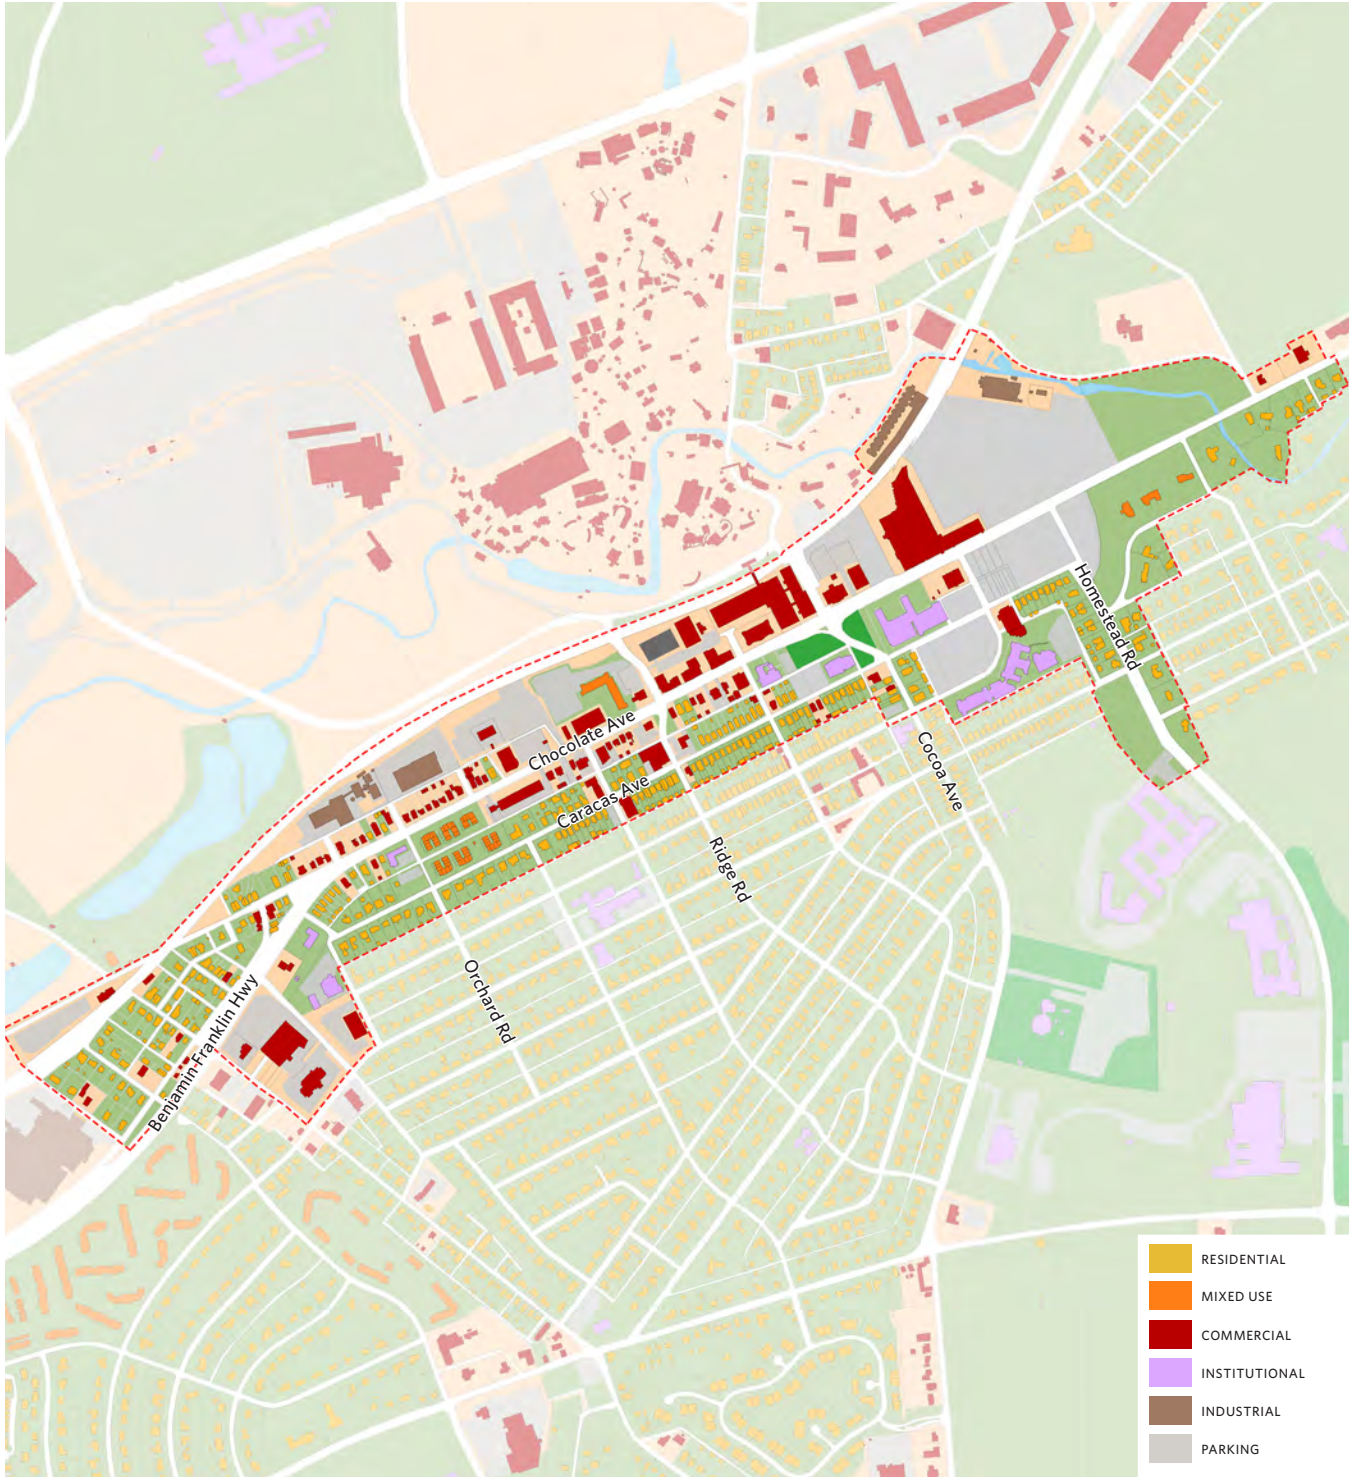 Homestead Rd
Chocolate Ave
Cocoa Ave
Caracas Ave
Ridge Rd
Orchard Rd
Benjamin Franklin Hwy
RESIDENTIAL
MIXED USE
COMMERCIAL
INSTITUTIONAL
INDUSTRIAL
PARKING